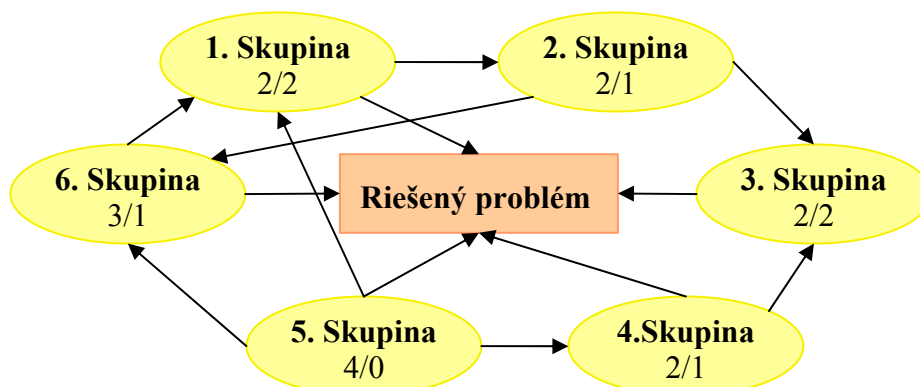 1. Skupina
2/2
2. Skupina
2/1
6. Skupina
3/1
Riešený problém
3. Skupina
2/2
5. Skupina
4/0
4.Skupina
2/1